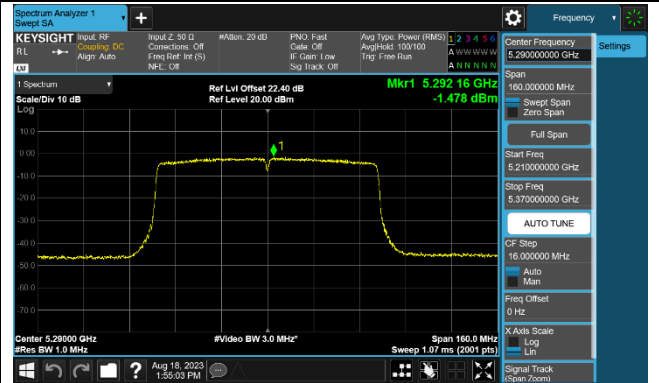 Spectrum Analyzer 1
Swept SA
+
Frequency
KEYSIGHT
RL
LXI
Input: RF
Coupling: DC
Align: Auto
Input Z: 50 Ω
Corrections: Off
Freq Ref: Int (S)
NFE: Off
#Atten: 20 dB
PNO: Fast
Gate: Off
IF Gain: Low
Sig Track: Off
Avg Type: Power (RMS)
Avg|Hold: 100/100
Trig: Free Run
1 2 3 4 5 6
A W W W W W
A N N N N N
1 Spectrum
Scale/Div 10 dB
Log
Ref Lvl Offset 22.40 dB
Ref Level 20.00 dBm
Mkr1 5.292 16 GHz
-1.478 dBm
1
10.0
0.00
-10.0
-20.0
-30.0
-40.0
-50.0
-60.0
-70.0
Center 5.29000 GHz
#Res BW 1.0 MHz
#Video BW 3.0 MHz*
Span 160.0 MHz
Sweep 1.07 ms (2001 pts)
Center Frequency
5.290000000 GHz
Settings
Span
160.000000 MHz
Swept Span
Zero Span
Full Span
Start Freq
5.210000000 GHz
Stop Freq
5.370000000 GHz
AUTO TUNE
CF Step
16.000000 MHz
Auto
Man
Freq Offset
0 Hz
X Axis Scale
Log
Lin
Signal Track
(Span Zoom)
?
Aug 18, 2023
1:55:03 PM